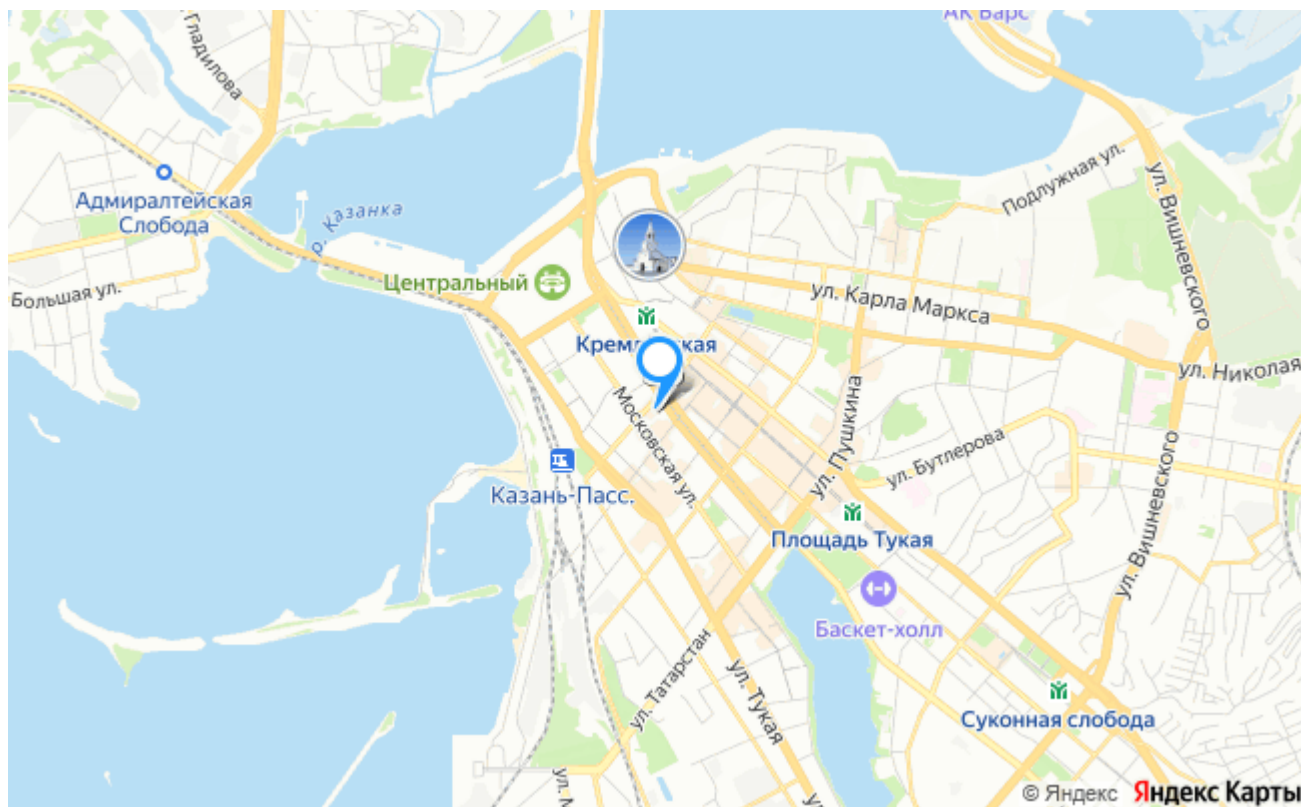 АК Барс
Гладилова
Адмиралтейская
Слобода
р. Казанка
Подлужная ул.
ул. Вишневского
Большая ул.
Центральный
ул. Карла Маркса
ул. Николая
Московская ул.
ул. Пушкина
ул. Бутлерова
Казань-Пасс.
Площадь Тукая
ул. Вишневского
Баскет-холл
ул. Татарстан
ул. Тукая
Суконная слобода
© Яндекс Яндекс Карты